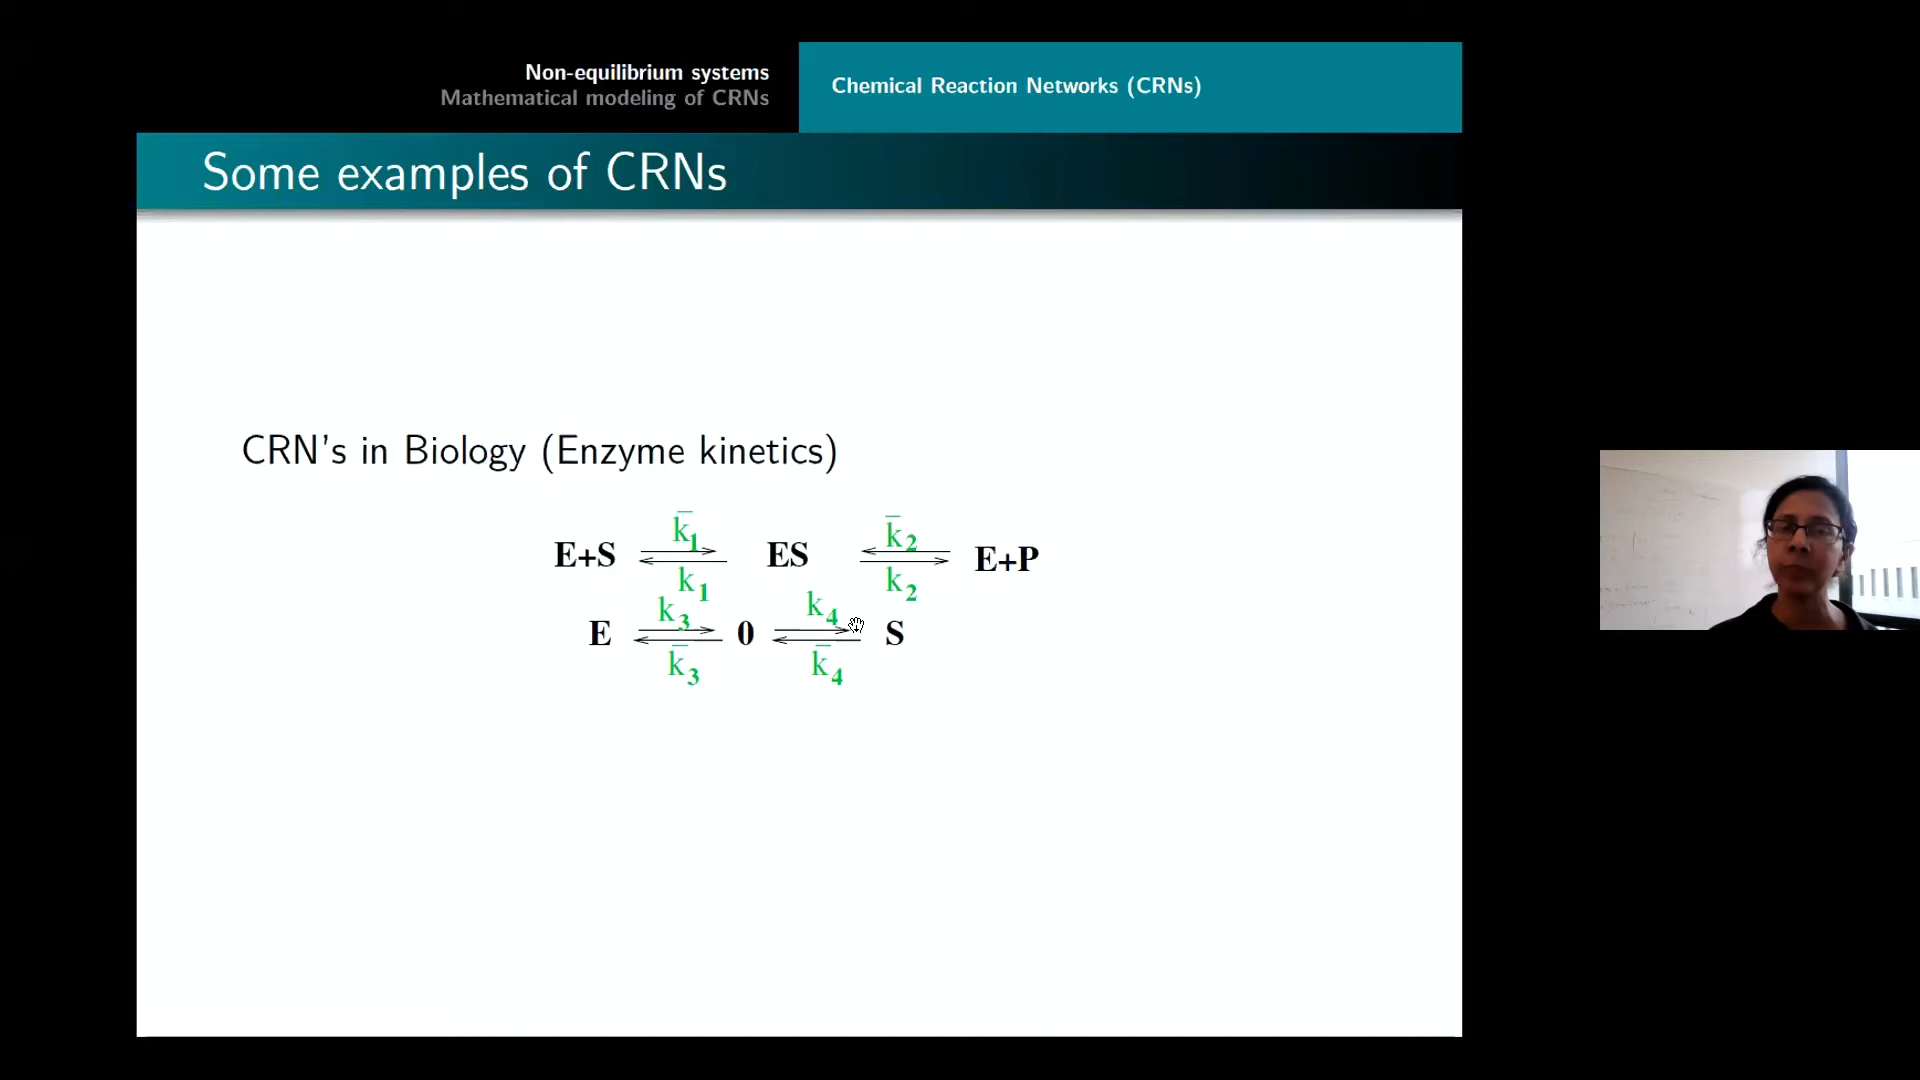 Non-equilibrium systems
Mathematical modeling of CRNs
Chemical Reaction Networks (CRNs)
Some examples of CRNs
CRN's in Biology (Enzyme kinetics)
k̄1 k̄2
E+S ES E+P
k1 k2
k3 k4
E 0 S
k̄3 k̄4